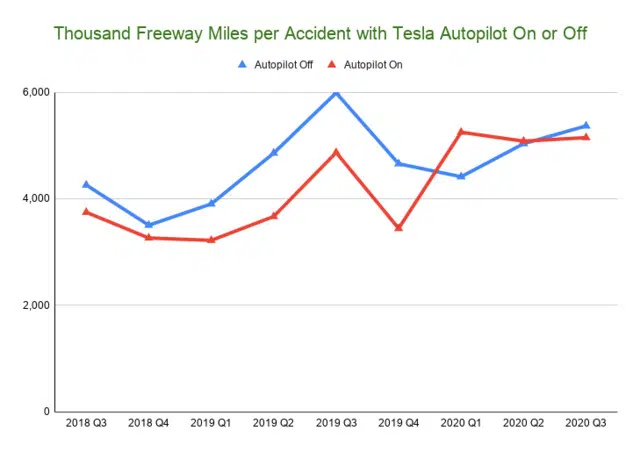 Thousand Freeway Miles per Accident with Tesla Autopilot On or Off
Autopilot Off Autopilot On
6,000
4,000
2,000
0
2018 Q3 2018 Q4 2019 Q1 2019 Q2 2019 Q3 2019 Q4 2020 Q1 2020 Q2 2020 Q3